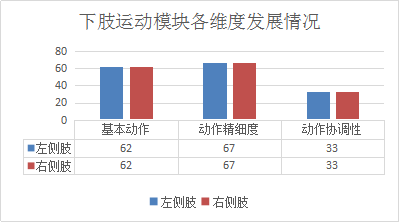 下肢运动模块各维度发展情况
80
60
40
20
0
基本动作 动作精细度 动作协调性
左侧肢 62 67 33
右侧肢 62 67 33
左侧肢 右侧肢